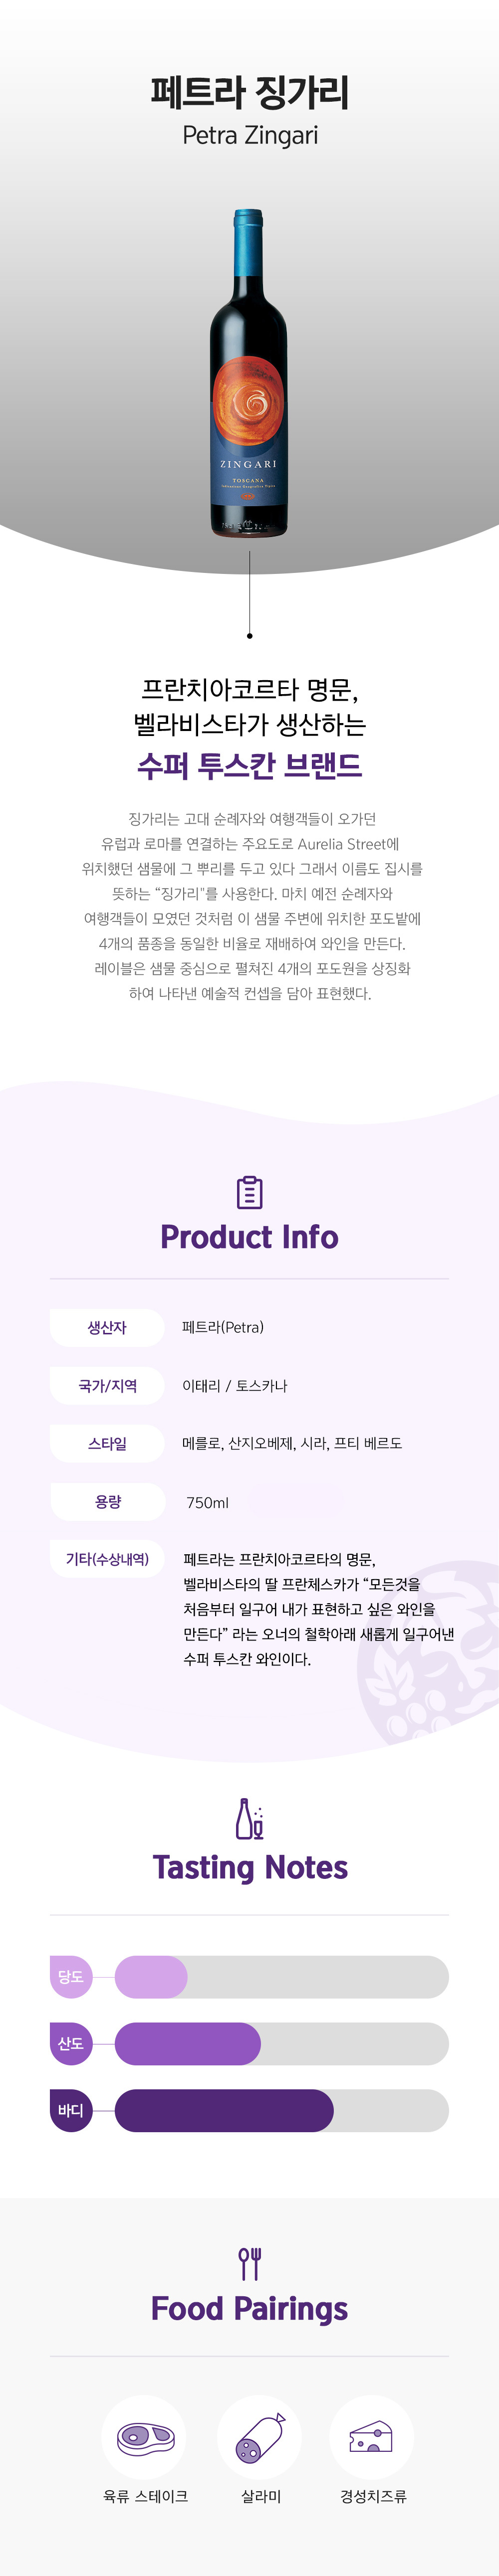 페트라 징가리
Petra Zingari
ZINGARI
TOSCANA
프란치아코르타 명문,
벨라비스타가 생산하는
수퍼 투스칸 브랜드
징가리는 고대 순례자와 여행객들이 오가던
유럽과 로마를 연결하는 주요도로 Aurelia Street에
위치했던 샘물에 그 뿌리를 두고 있다 그래서 이름도 집시를
뜻하는 “징가리"를 사용한다. 마치 예전 순례자와
여행객들이 모였던 것처럼 이 샘물 주변에 위치한 포도밭에
4개의 품종을 동일한 비율로 재배하여 와인을 만든다.
레이블은 샘물 중심으로 펼쳐진 4개의 포도원을 상징화
하여 나타낸 예술적 컨셉을 담아 표현했다.
Product Info
생산자 페트라(Petra)
국가/지역 이태리 / 토스카나
스타일 메를로, 산지오베제, 시라, 프티 베르도
용량 750ml
기타(수상내역) 페트라는 프란치아코르타의 명문,
벨라비스타의 딸 프란체스카가 “모든것을
처음부터 일구어 내가 표현하고 싶은 와인을
만든다” 라는 오너의 철학아래 새롭게 일구어낸
수퍼 투스칸 와인이다.
Tasting Notes
당도
산도
바디
Food Pairings
육류 스테이크 살라미 경성치즈류